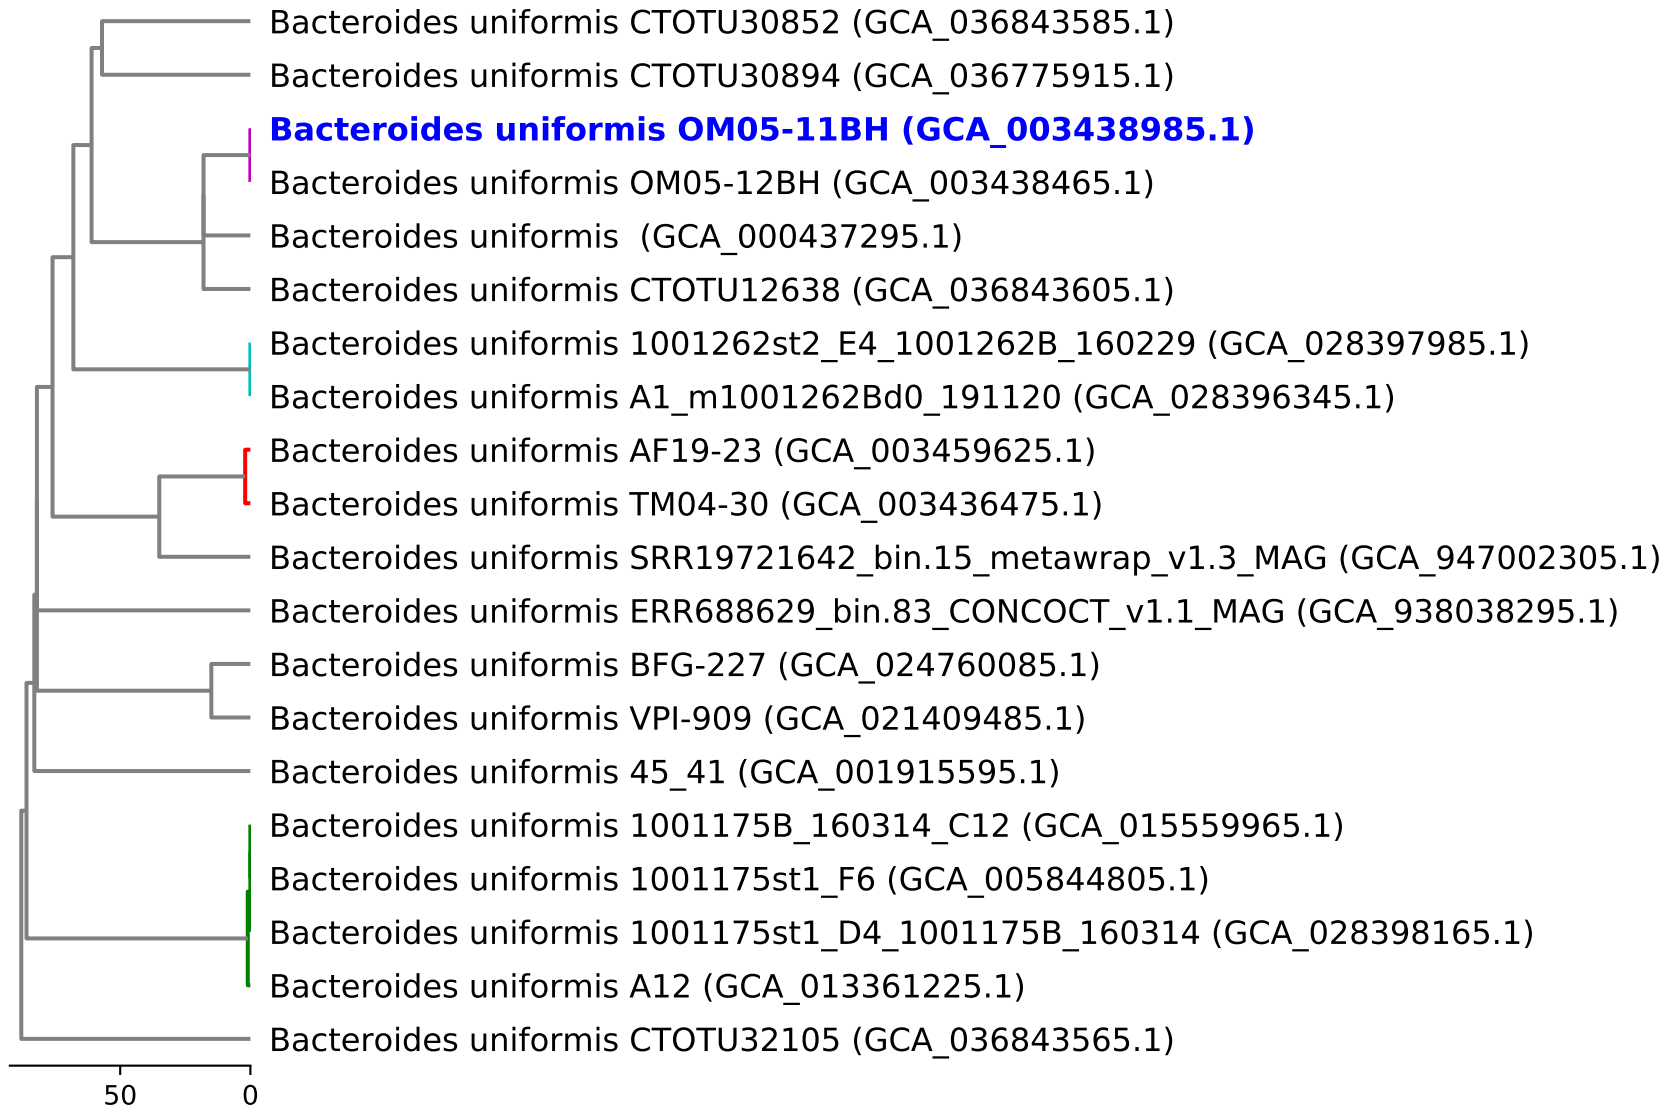 Bacteroides uniformis CTOTU30852 (GCA_036843585.1)
Bacteroides uniformis CTOTU30894 (GCA_036775915.1)
Bacteroides uniformis OM05-11BH (GCA_003438985.1)
Bacteroides uniformis OM05-12BH (GCA_003438465.1)
Bacteroides uniformis  (GCA_000437295.1)
Bacteroides uniformis CTOTU12638 (GCA_036843605.1)
Bacteroides uniformis 1001262st2_E4_1001262B_160229 (GCA_028397985.1)
Bacteroides uniformis A1_m1001262Bd0_191120 (GCA_028396345.1)
Bacteroides uniformis AF19-23 (GCA_003459625.1)
Bacteroides uniformis TM04-30 (GCA_003436475.1)
Bacteroides uniformis SRR19721642_bin.15_metawrap_v1.3_MAG (GCA_947002305.1)
Bacteroides uniformis ERR688629_bin.83_CONCOCT_v1.1_MAG (GCA_938038295.1)
Bacteroides uniformis BFG-227 (GCA_024760085.1)
Bacteroides uniformis VPI-909 (GCA_021409485.1)
Bacteroides uniformis 45_41 (GCA_001915595.1)
Bacteroides uniformis 1001175B_160314_C12 (GCA_015559965.1)
Bacteroides uniformis 1001175st1_F6 (GCA_005844805.1)
Bacteroides uniformis 1001175st1_D4_1001175B_160314 (GCA_028398165.1)
Bacteroides uniformis A12 (GCA_013361225.1)
Bacteroides uniformis CTOTU32105 (GCA_036843565.1)
50 0